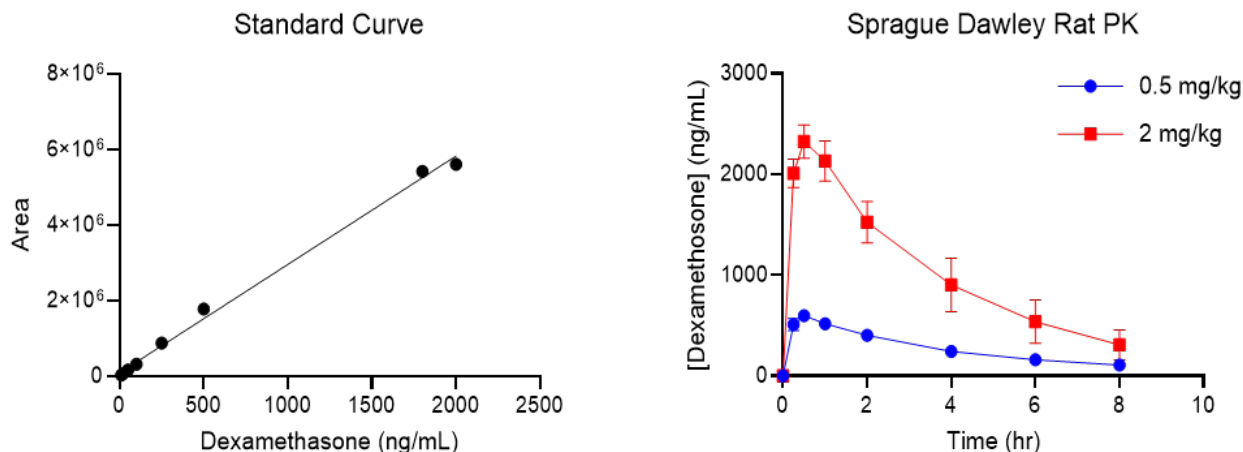 Standard Curve
8×10⁶
6×10⁶
4×10⁶
2×10⁶
0
Area
0 500 1000 1500 2000 2500
Dexamethasone (ng/mL)
Sprague Dawley Rat PK
3000
2000
1000
0
[Dexamethosone] (ng/mL)
0 2 4 6 8 10
Time (hr)
0.5 mg/kg
2 mg/kg